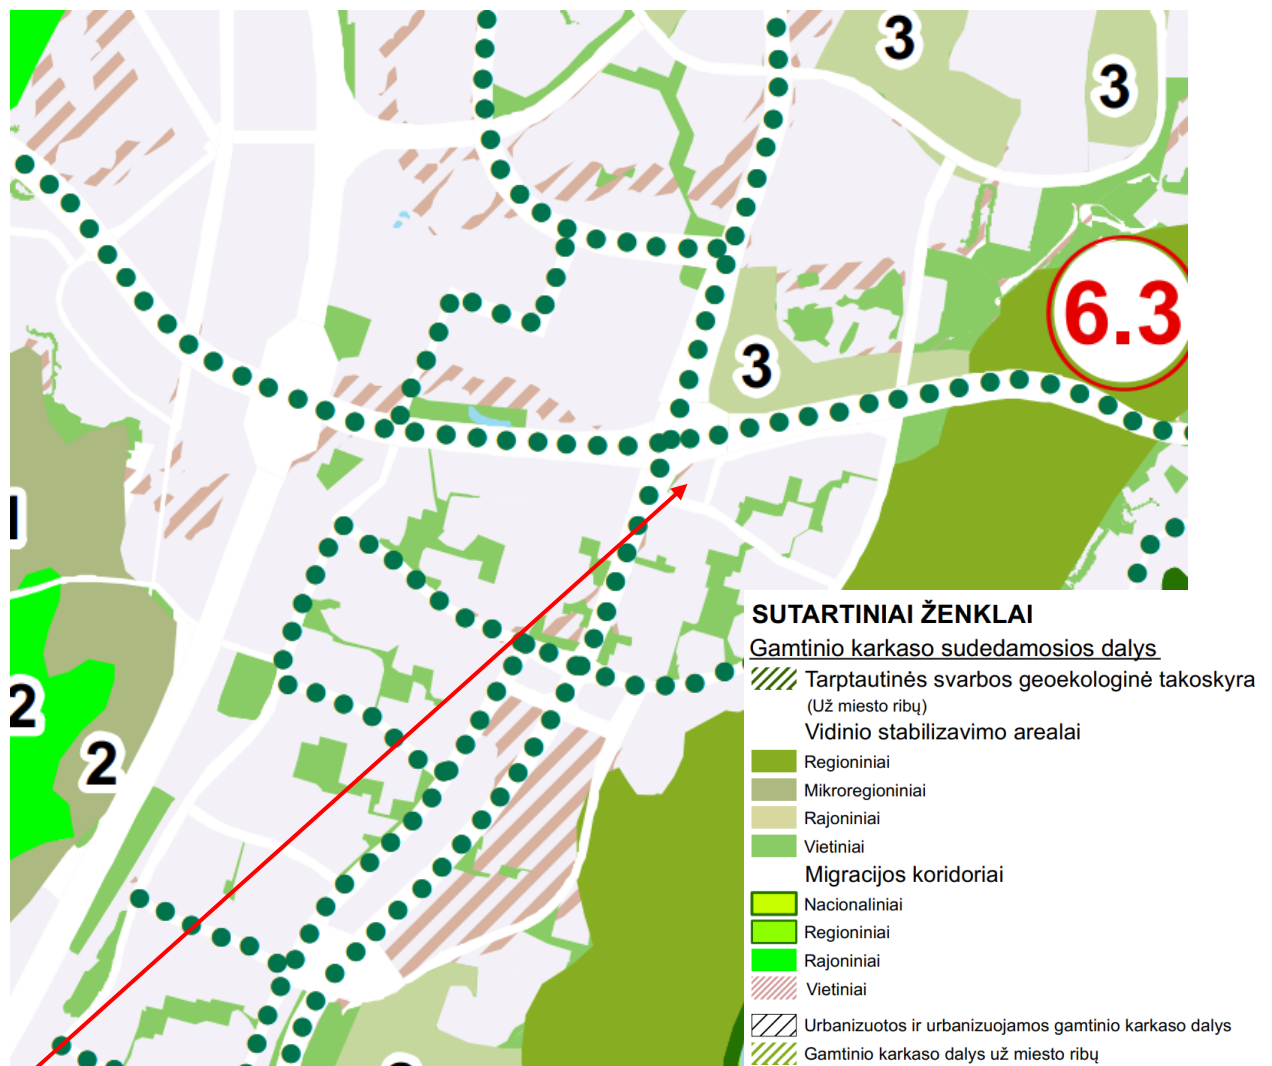 3
3
6.3
3
2
2
SUTARTINIAI ŽENKLAI
Gamtinio karkaso sudedamosios dalys
Tarptautinės svarbos geoekologinė takoskyra
(Už miesto ribų)
Vidinio stabilizavimo arealai
Regioniniai
Mikroregioniniai
Rajoniniai
Vietiniai
Migracijos koridoriai
Nacionaliniai
Regioniniai
Rajoniniai
Vietiniai
Urbanizuotos ir urbanizuojamos gamtinio karkaso dalys
Gamtinio karkaso dalys už miesto ribų